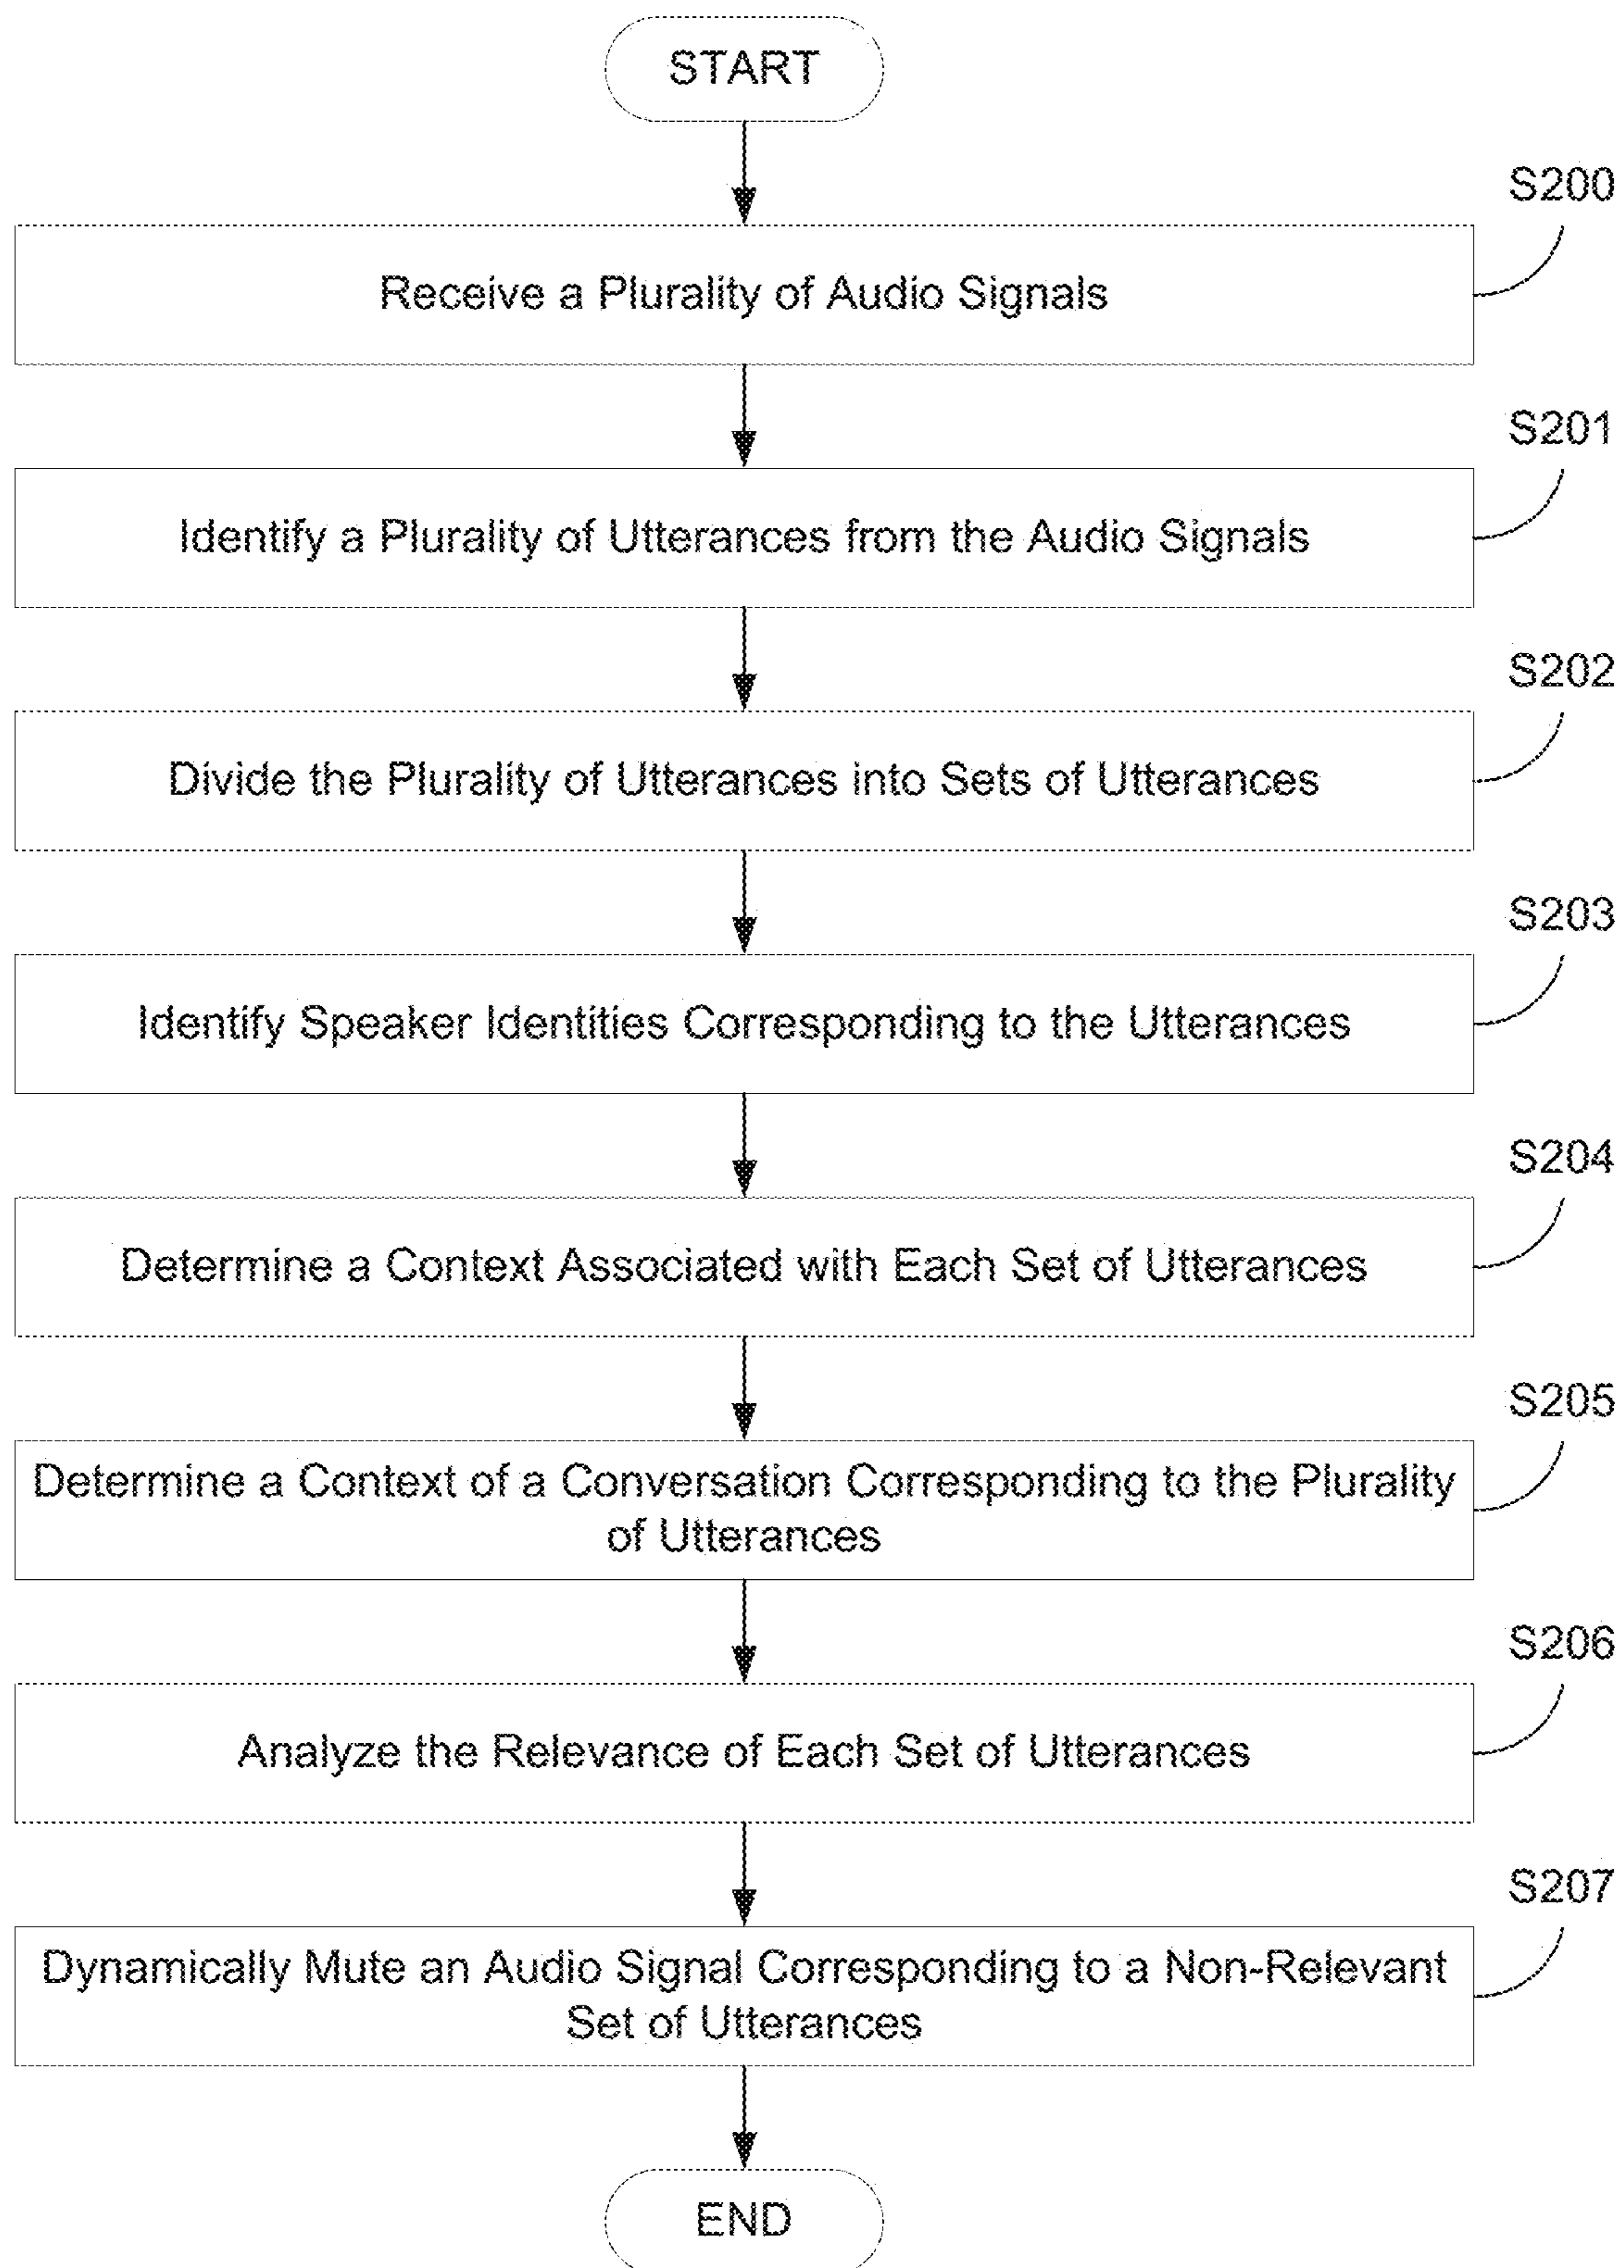 START
S200
Receive a Plurality of Audio Signals
S201
Identify a Plurality of Utterances from the Audio Signals
S202
Divide the Plurality of Utterances into Sets of Utterances
S203
Identify Speaker Identities Corresponding to the Utterances
S204
Determine a Context Associated with Each Set of Utterances
S205
Determine a Context of a Conversation Corresponding to the Plurality
of Utterances
S206
Analyze the Relevance of Each Set of Utterances
S207
Dynamically Mute an Audio Signal Corresponding to a Non-Relevant
Set of Utterances
END